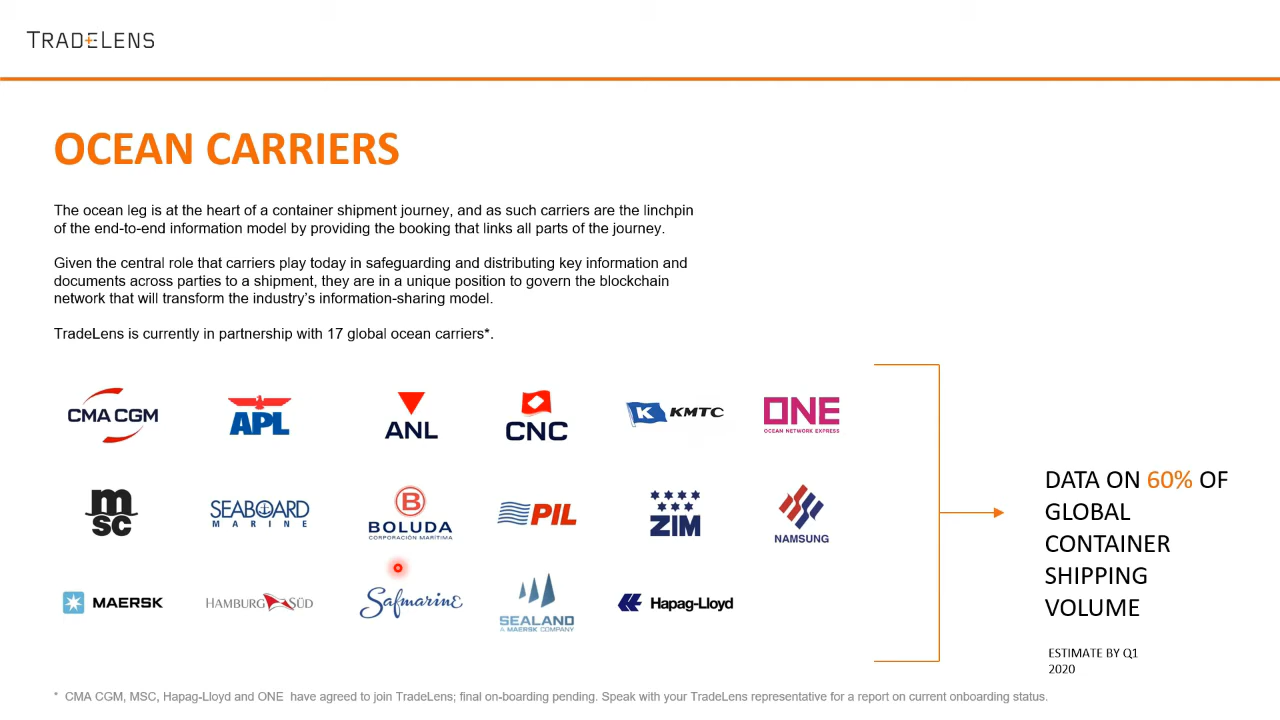 TRADELENS
OCEAN CARRIERS
The ocean leg is at the heart of a container shipment journey, and as such carriers are the linchpin
of the end-to-end information model by providing the booking that links all parts of the journey.
Given the central role that carriers play today in safeguarding and distributing key information and
documents across parties to a shipment, they are in a unique position to govern the blockchain
network that will transform the industry's information-sharing model.
TradeLens is currently in partnership with 17 global ocean carriers*.
CMA CGM
APL
ANL
CNC
K KMTC
ONE
OCEAN NETWORK EXPRESS
msc
SEABOARD
MARINE
B
BOLUDA
CORPORACIÓN MARÍTIMA
PIL
ZIM
NAMSUNG
MAERSK
HAMBURG SÜD
Safmarine
SEALAND
A MAERSK COMPANY
Hapag-Lloyd
DATA ON 60% OF
GLOBAL
CONTAINER
SHIPPING
VOLUME
ESTIMATE BY Q1
2020
* CMA CGM, MSC, Hapag-Lloyd and ONE have agreed to join TradeLens; final on-boarding pending. Speak with your TradeLens representative for a report on current onboarding status.